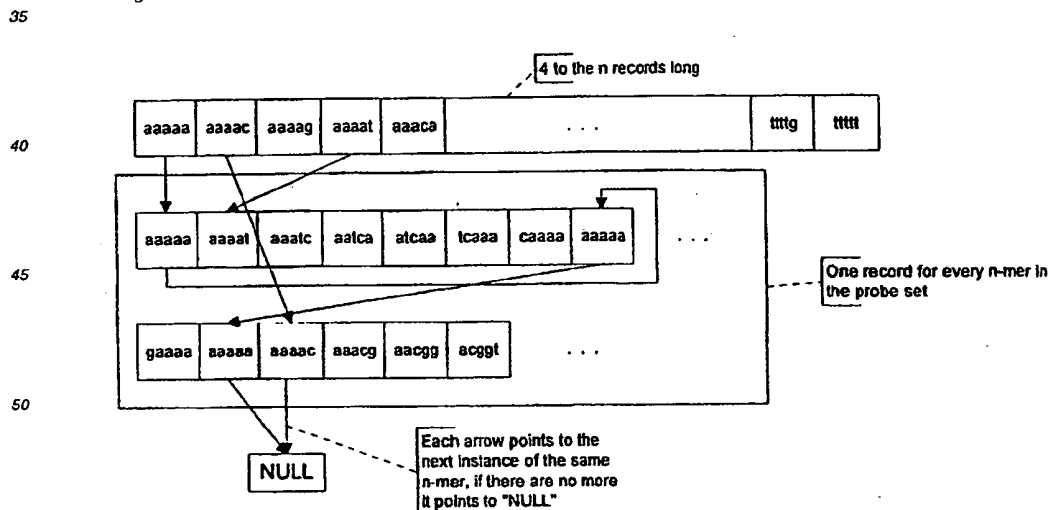 35
4 to the n records long
aaaaa aaaac aaaag aaaat aaaca ... ttttg ttttt
40
aaaaa aaaat aaatc aatca atcaa tcaaa caaaa aaaaa ...
45
One record for every n-mer in
the probe set
gaaaa aaaaa aaaac aaacg aacgg acggt ...
50
Each arrow points to the
next instance of the same
n-mer, if there are no more
it points to "NULL"
NULL